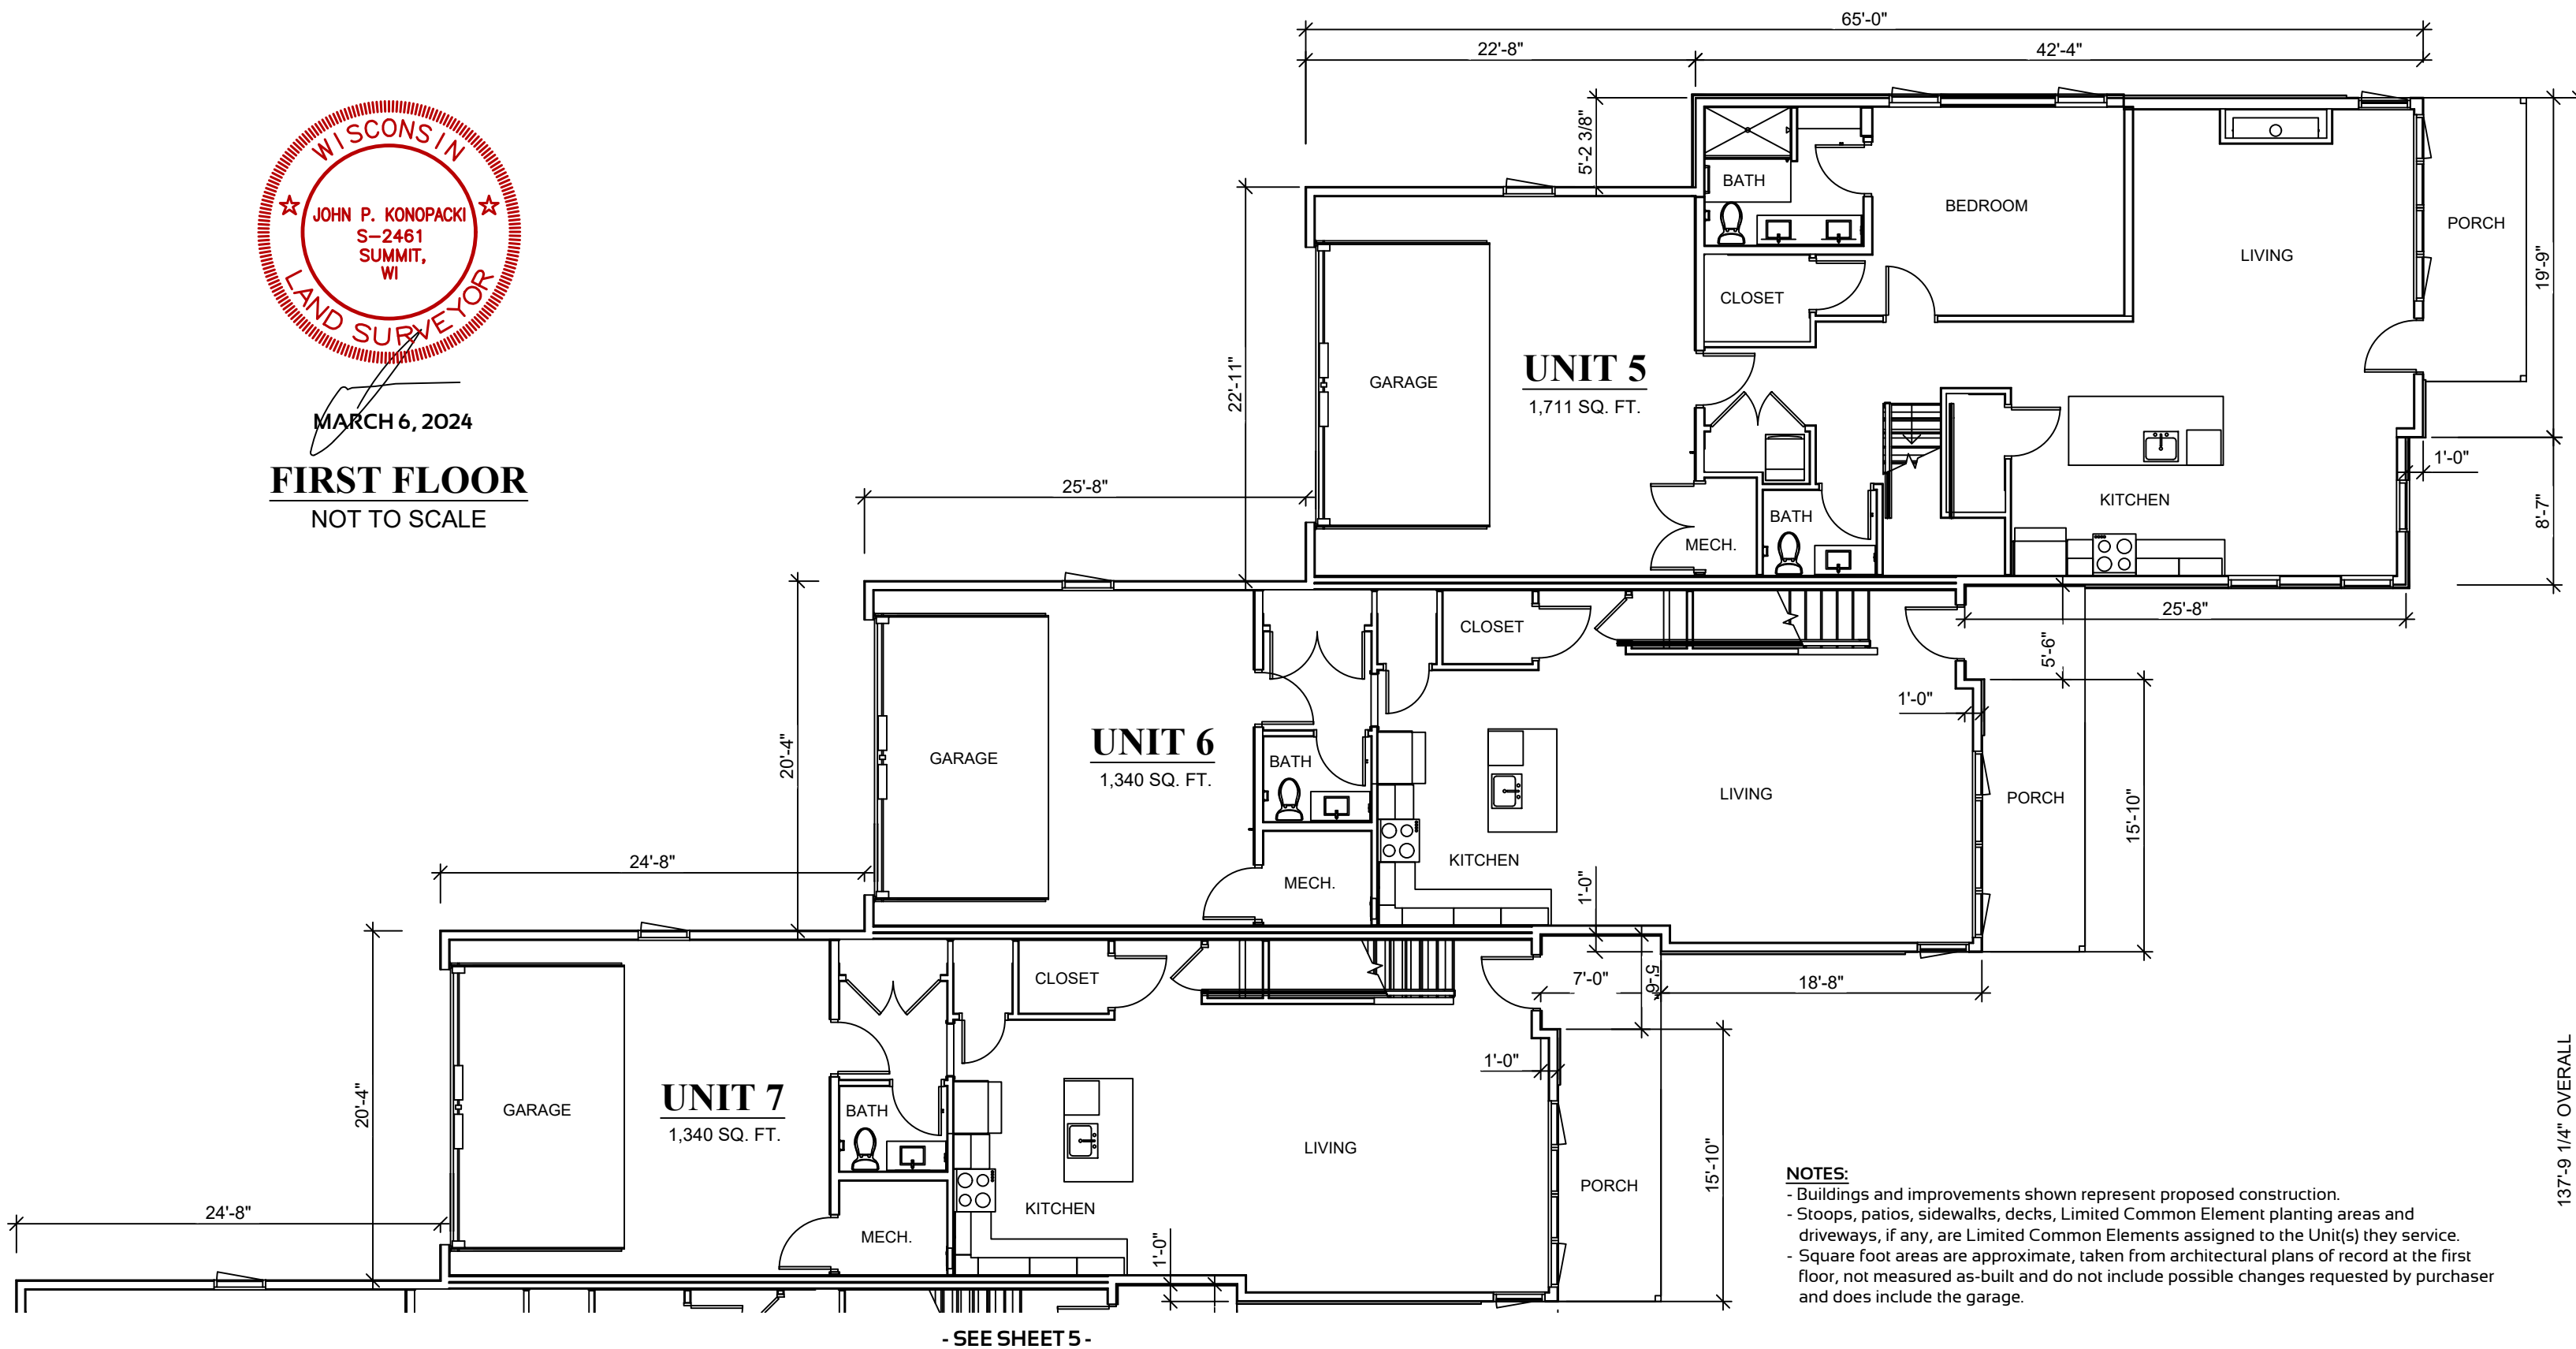 65'-0"
22'-8"
42'-4"
WISCONSIN
JOHN P. KONOPACKI
S-2461
SUMMIT,
WI
LAND SURVEYOR
MARCH 6, 2024
FIRST FLOOR
NOT TO SCALE
5'-2 3/8"
BATH
BEDROOM
LIVING
PORCH
19'-9"
CLOSET
22'-11"
GARAGE
UNIT 5
1,711 SQ. FT.
1'-0"
25'-8"
KITCHEN
BATH
MECH.
8'-7"
25'-8"
CLOSET
5'-6"
1'-0"
20'-4"
GARAGE
UNIT 6
1,340 SQ. FT.
BATH
LIVING
PORCH
15'-10"
24'-8"
KITCHEN
MECH.
1'-0"
CLOSET
7'-0"
5'-6"
18'-8"
1'-0"
20'-4"
GARAGE
UNIT 7
1,340 SQ. FT.
BATH
LIVING
PORCH
15'-10"
24'-8"
KITCHEN
MECH.
1'-0"
137'-9 1/4" OVERALL
NOTES:
- Buildings and improvements shown represent proposed construction.
- Stoops, patios, sidewalks, decks, Limited Common Element planting areas and
driveways, if any, are Limited Common Elements assigned to the Unit(s) they service.
- Square foot areas are approximate, taken from architectural plans of record at the first
floor, not measured as-built and do not include possible changes requested by purchaser
and does include the garage.
- SEE SHEET 5 -